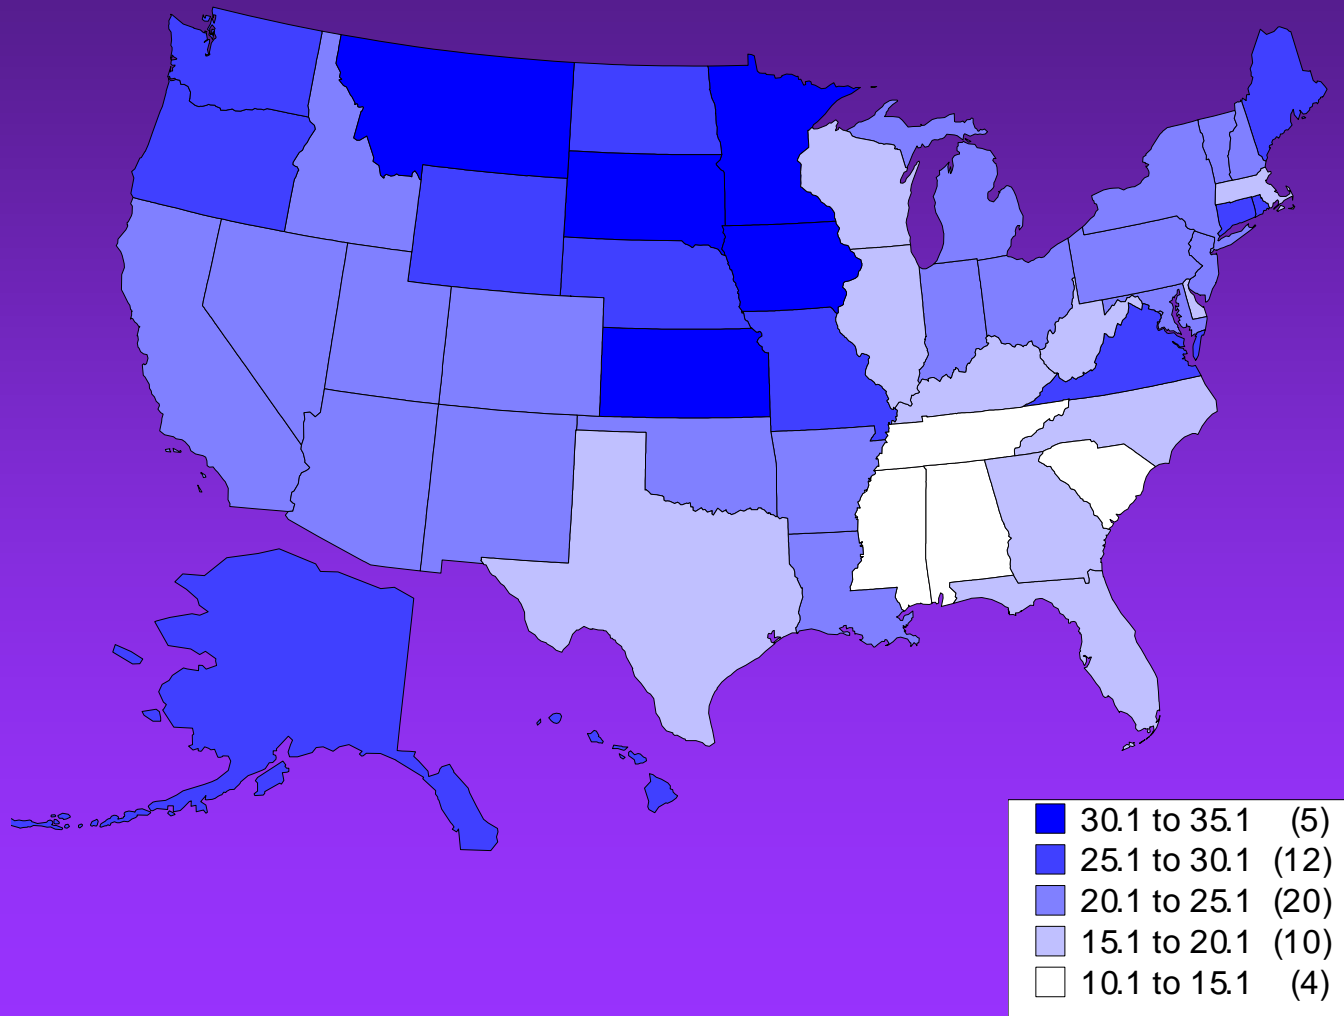 30.1 to 35.1 (5)
25.1 to 30.1 (12)
20.1 to 25.1 (20)
15.1 to 20.1 (10)
10.1 to 15.1 (4)